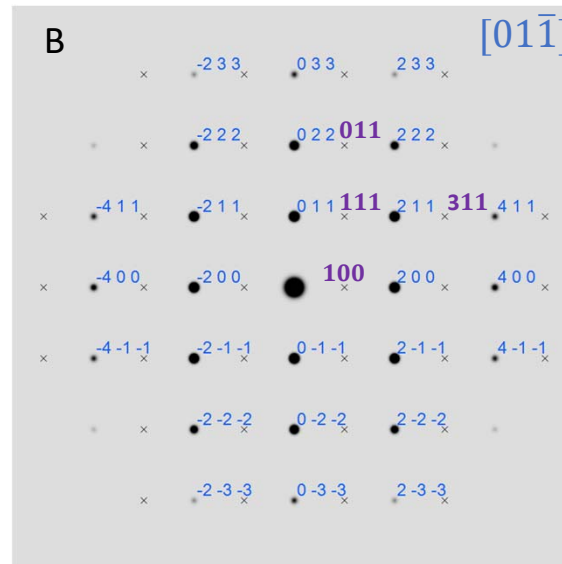 B
[011̅]
-2 3 3 0 3 3 2 3 3
-2 2 2 0 2 2 011 2 2 2
-4 1 1 -2 1 1 0 1 1 111 2 1 1 311 4 1 1
-4 0 0 -2 0 0 100 2 0 0 4 0 0
-4 -1 -1 -2 -1 -1 0 -1 -1 2 -1 -1 4 -1 -1
-2 -2 -2 0 -2 -2 2 -2 -2
-2 -3 -3 0 -3 -3 2 -3 -3